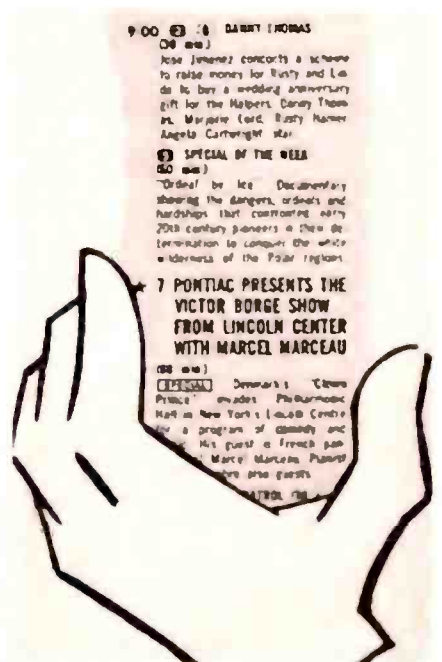 9:00 2 8 DANNY THOMAS
(30 min)
Jose Jimenez concocts a scheme
to raise money for Rusty and Lin-
da to buy a wedding anniversary
gift for the Halpers. Danny Thom-
as, Marjorie Lord, Rusty Hamer
Angela Cartwright star.
SPECIAL OF THE WEEK
(60 min)
"Ordeal by Ice" Documentary
showing the dangers, ordeals and
hardships that confronted early
20th century pioneers in their de-
termination to conquer the white
wilderness of the Polar regions.
★ 7 PONTIAC PRESENTS THE
VICTOR BORGE SHOW
FROM LINCOLN CENTER
WITH MARCEL MARCEAU
SPECIAL Denmark's "Clown
Prince" invades Philharmonic
Hall in New York's Lincoln Centre
for a program of comedy and
His guest is French pan-
Marcel Marceau. Pianist
also guests.